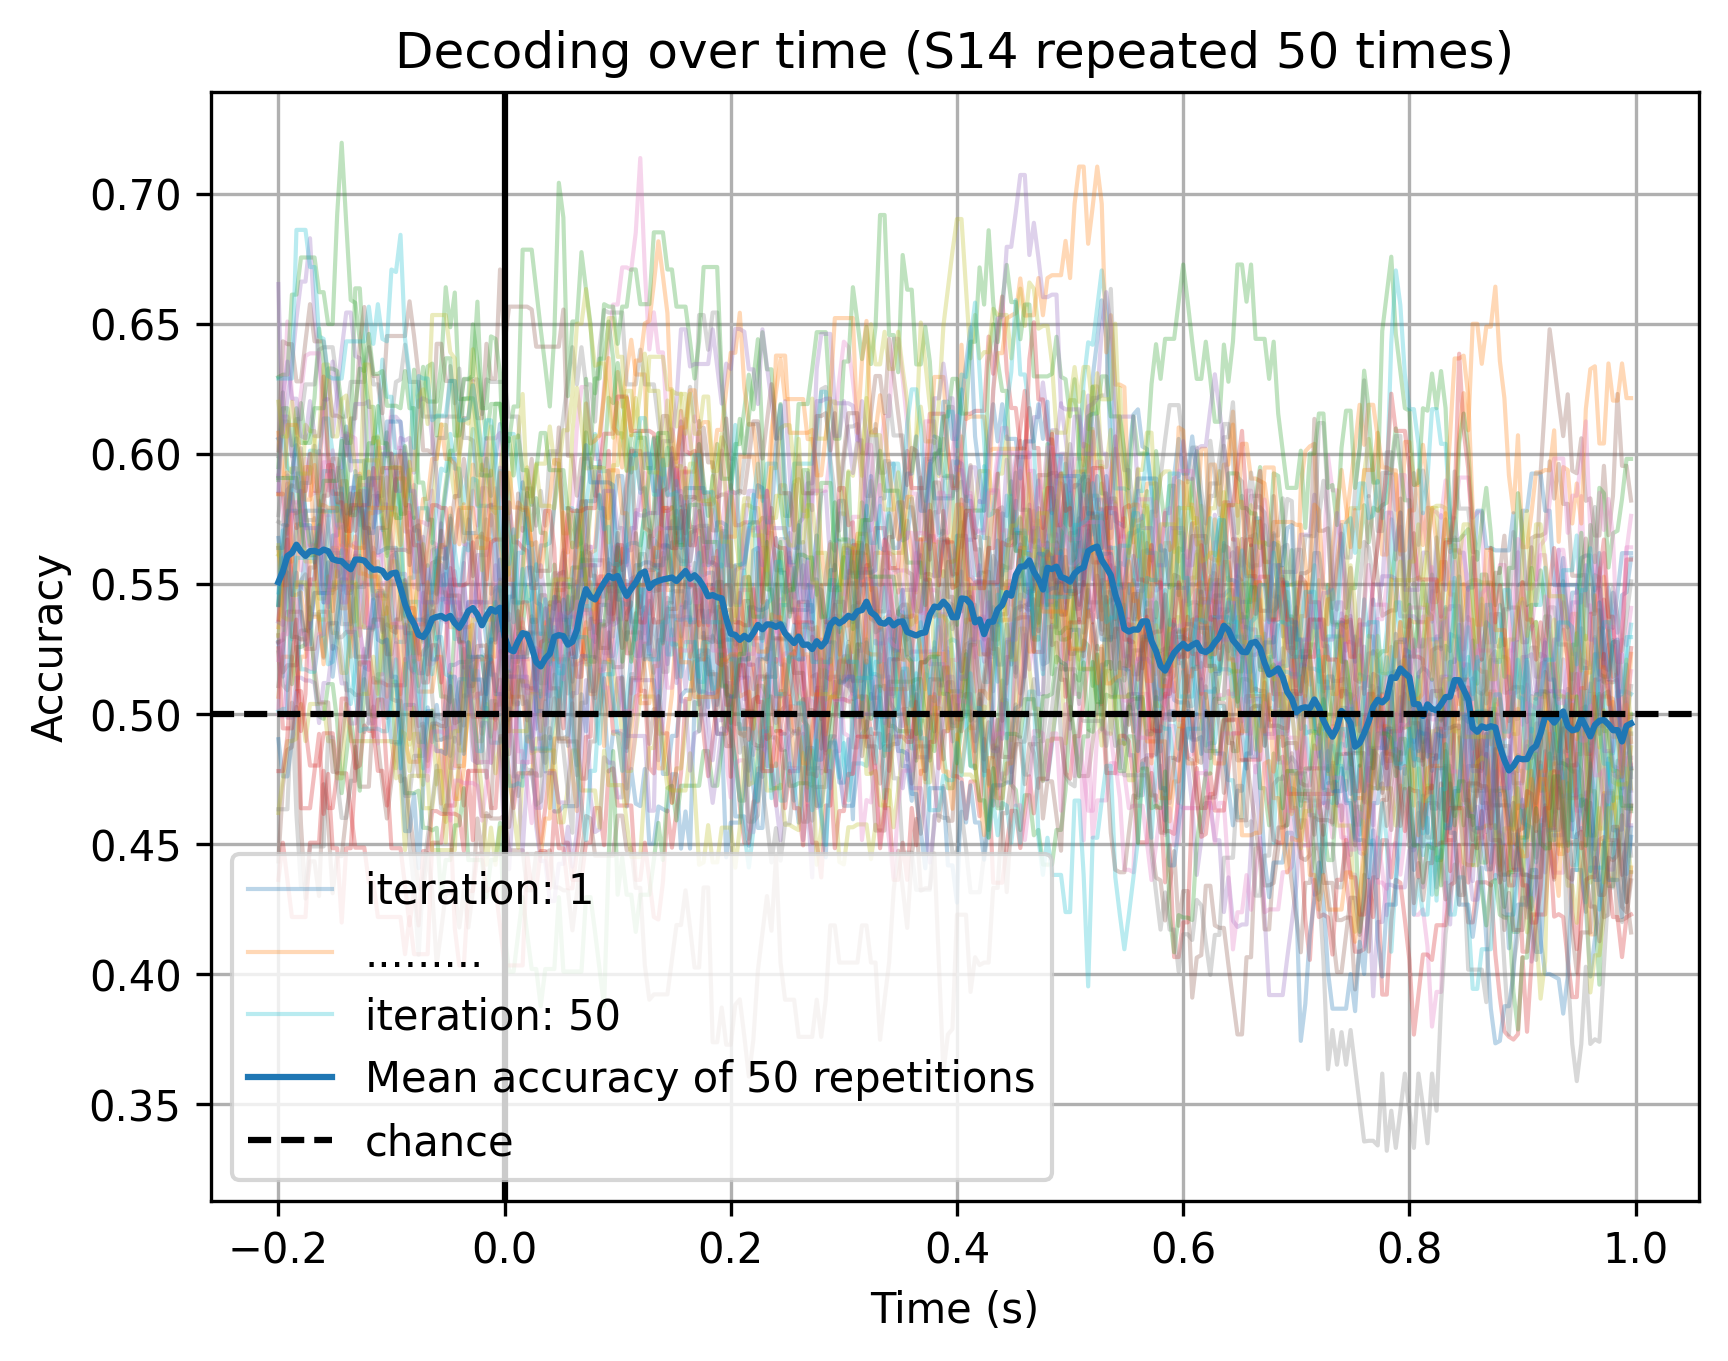 Decoding over time (S14 repeated 50 times)
Accuracy
0.70
0.65
0.60
0.55
0.50
0.45
0.40
0.35
iteration: 1
.........
iteration: 50
Mean accuracy of 50 repetitions
chance
−0.2 0.0 0.2 0.4 0.6 0.8 1.0
Time (s)